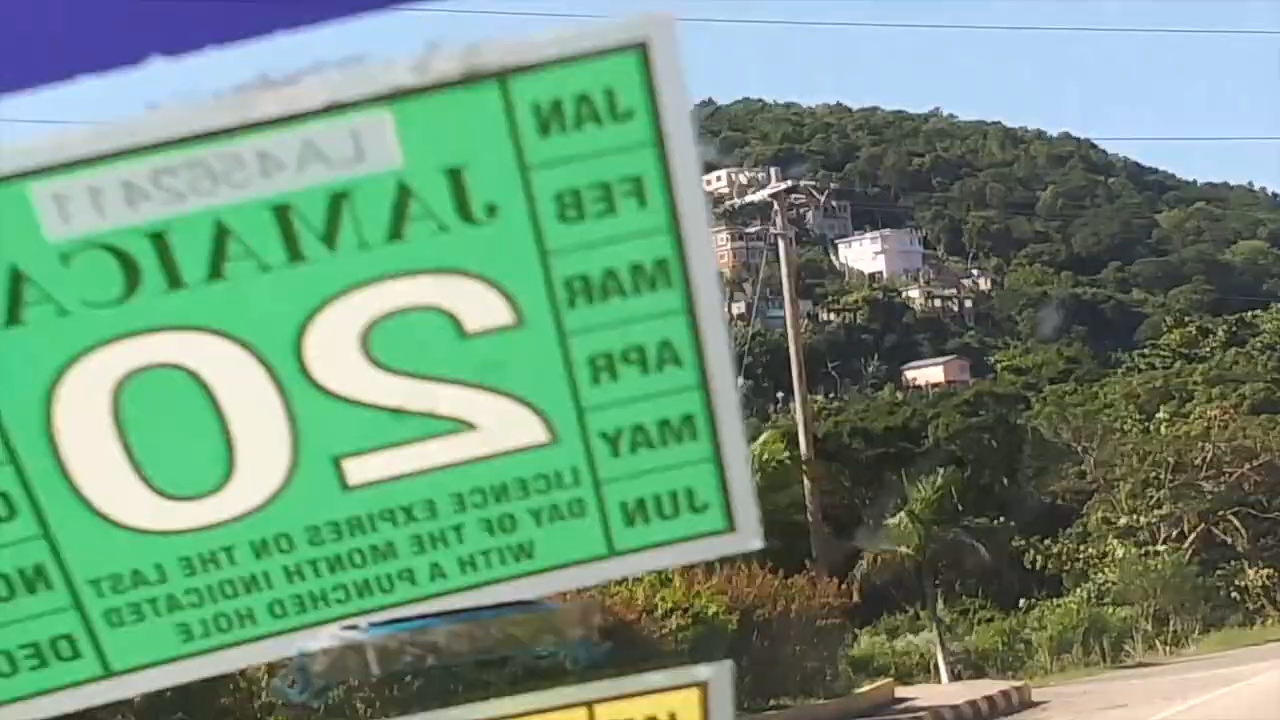 LA4562411
JAMAICA
20
LICENCE EXPIRES ON THE LAST
DAY OF THE MONTH INDICATED
WITH A PUNCHED HOLE
JAN
FEB
MAR
APR
MAY
JUN
DEC